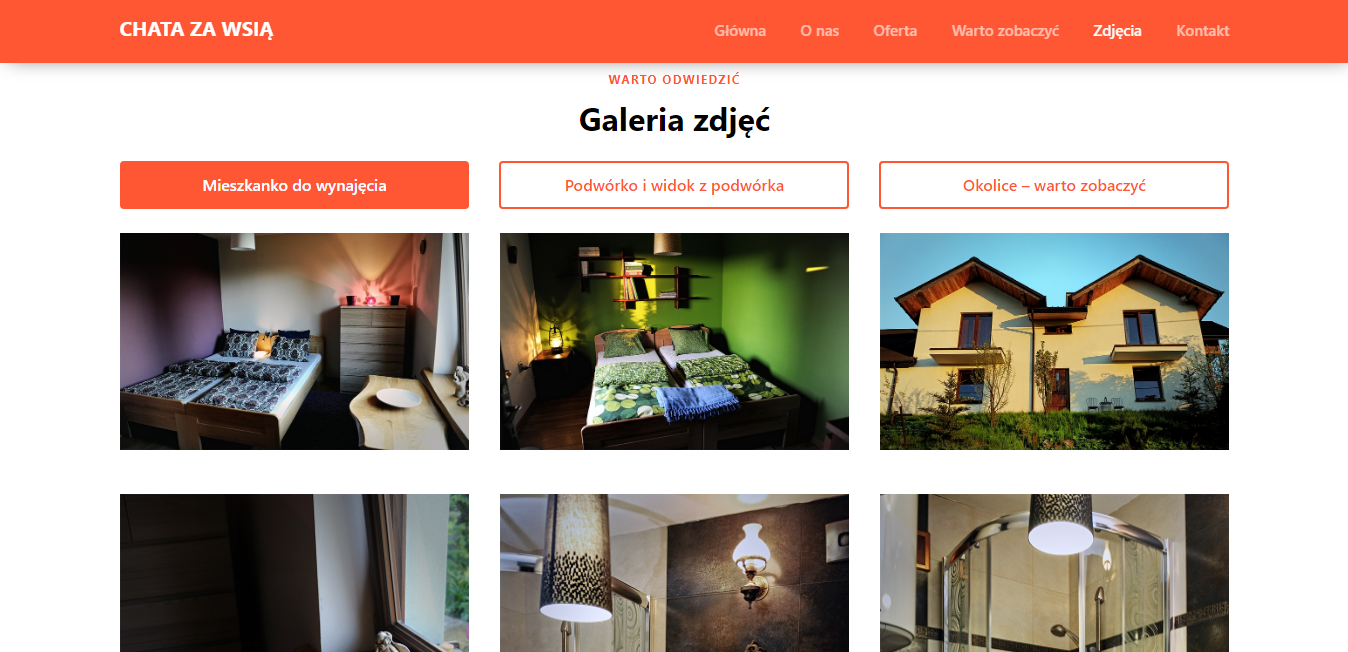 CHATA ZA WSIĄ
Główna O nas Oferta Warto zobaczyć Zdjęcia Kontakt
WARTO ODWIEDZIĆ
Galeria zdjęć
Mieszkanko do wynajęcia
Podwórko i widok z podwórka
Okolice – warto zobaczyć